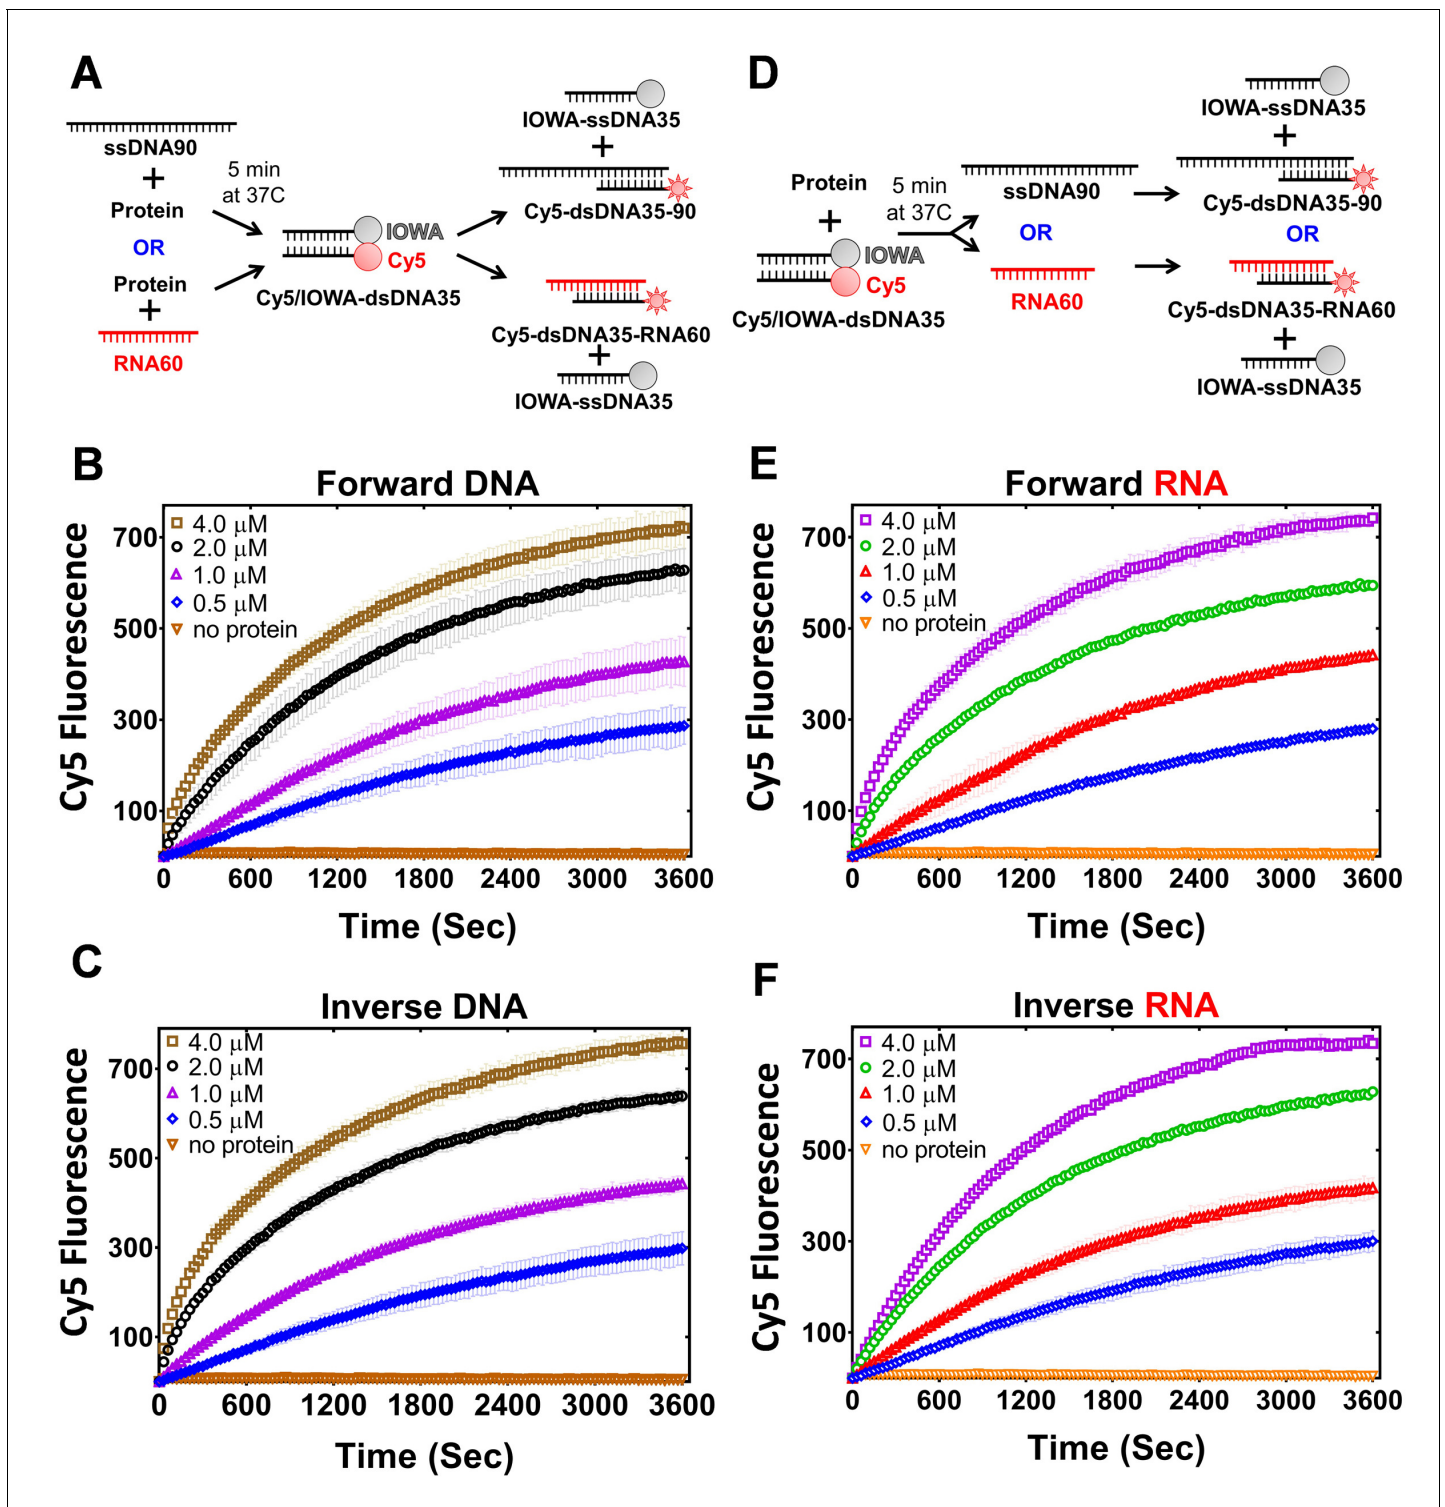 A
ssDNA90
+
Protein
OR
Protein
+
RNA60
5 min
at 37C
IOWA
Cy5
Cy5/IOWA-dsDNA35
IOWA-ssDNA35
+
Cy5-dsDNA35-90
Cy5-dsDNA35-RNA60
+
IOWA-ssDNA35
D
Protein
+
IOWA
Cy5
Cy5/IOWA-dsDNA35
5 min
at 37C
ssDNA90
OR
RNA60
IOWA-ssDNA35
+
Cy5-dsDNA35-90
OR
Cy5-dsDNA35-RNA60
+
IOWA-ssDNA35
B
Forward DNA
4.0 µM
2.0 µM
1.0 µM
0.5 µM
no protein
700
500
300
100
Cy5 Fluorescence
0 600 1200 1800 2400 3000 3600
Time (Sec)
E
Forward RNA
4.0 µM
2.0 µM
1.0 µM
0.5 µM
no protein
700
500
300
100
Cy5 Fluorescence
0 600 1200 1800 2400 3000 3600
Time (Sec)
C
Inverse DNA
4.0 µM
2.0 µM
1.0 µM
0.5 µM
no protein
700
500
300
100
Cy5 Fluorescence
0 600 1200 1800 2400 3000 3600
Time (Sec)
F
Inverse RNA
4.0 µM
2.0 µM
1.0 µM
0.5 µM
no protein
700
500
300
100
Cy5 Fluorescence
0 600 1200 1800 2400 3000 3600
Time (Sec)